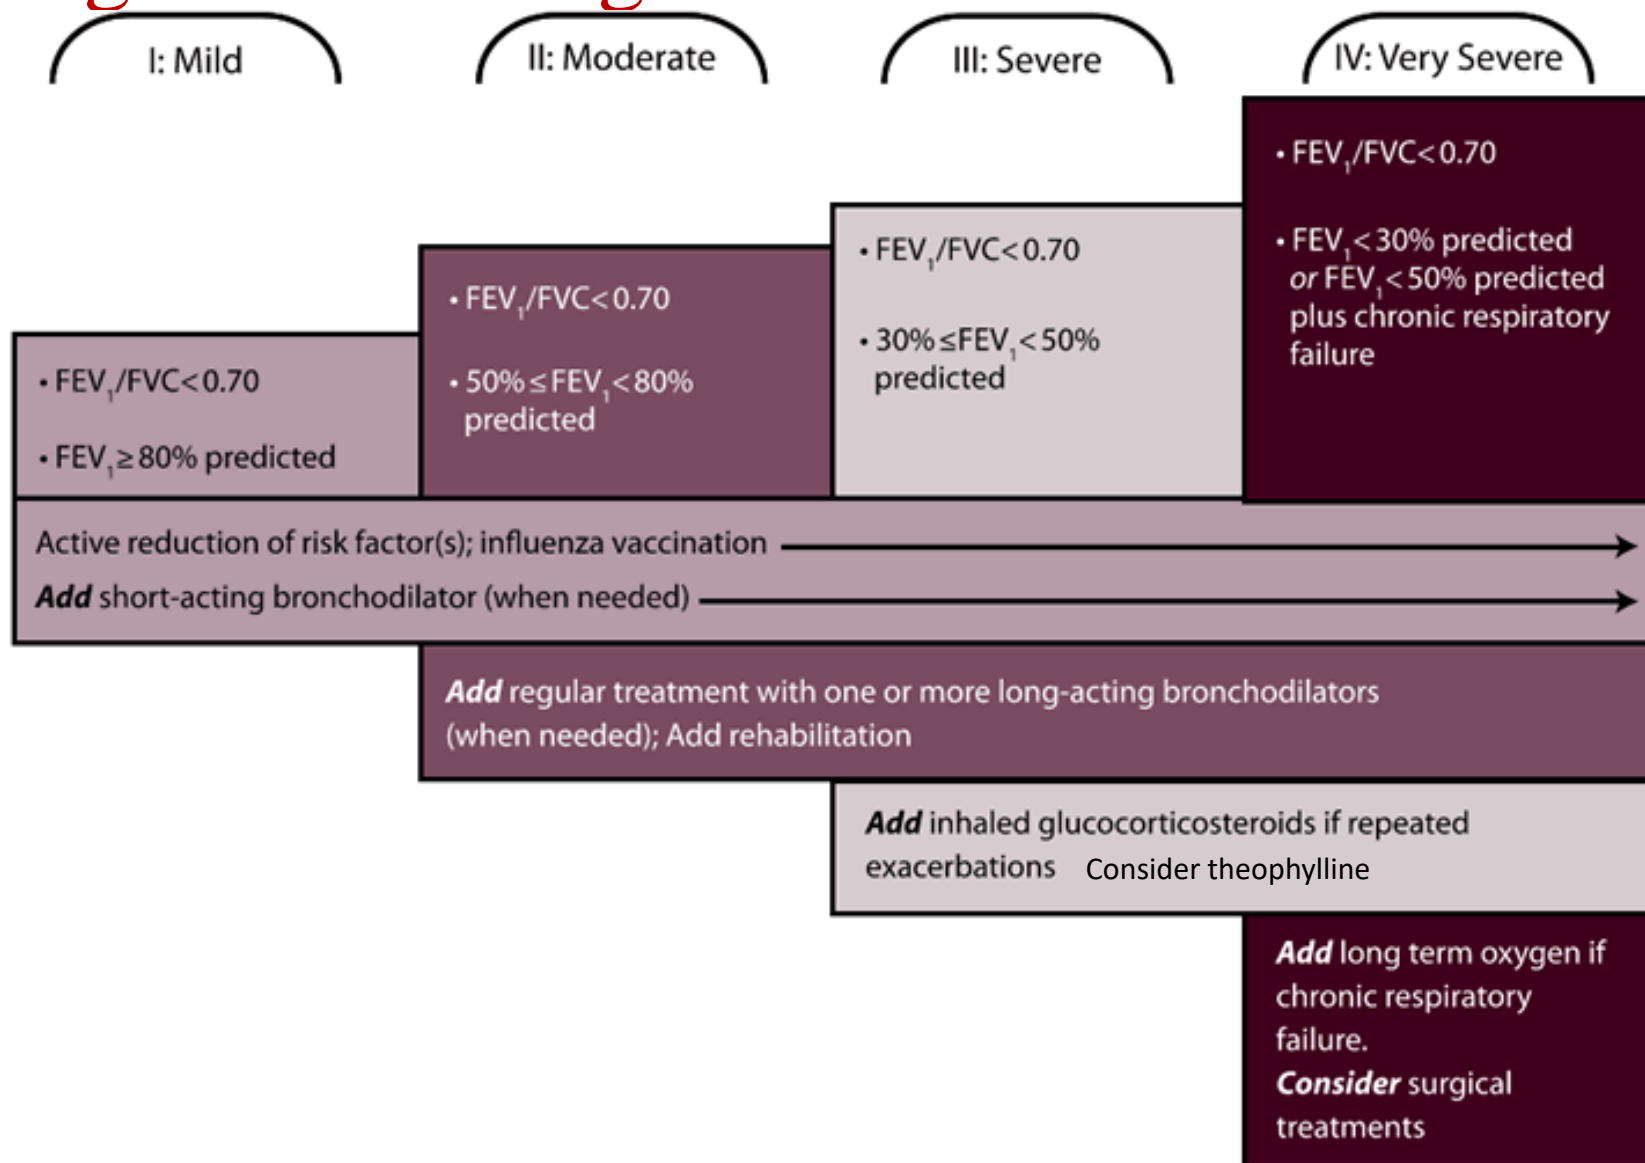 I: Mild
II: Moderate
III: Severe
IV: Very Severe
• FEV₁/FVC<0.70
• FEV₁≥80% predicted
• FEV₁/FVC<0.70
• 50%≤FEV₁<80%
predicted
• FEV₁/FVC<0.70
• 30%≤FEV₁<50%
predicted
• FEV₁/FVC<0.70
• FEV₁<30% predicted
or FEV₁<50% predicted
plus chronic respiratory
failure
Active reduction of risk factor(s); influenza vaccination
Add short-acting bronchodilator (when needed)
Add regular treatment with one or more long-acting bronchodilators
(when needed); Add rehabilitation
Add inhaled glucocorticosteroids if repeated
exacerbations Consider theophylline
Add long term oxygen if
chronic respiratory
failure.
Consider surgical
treatments